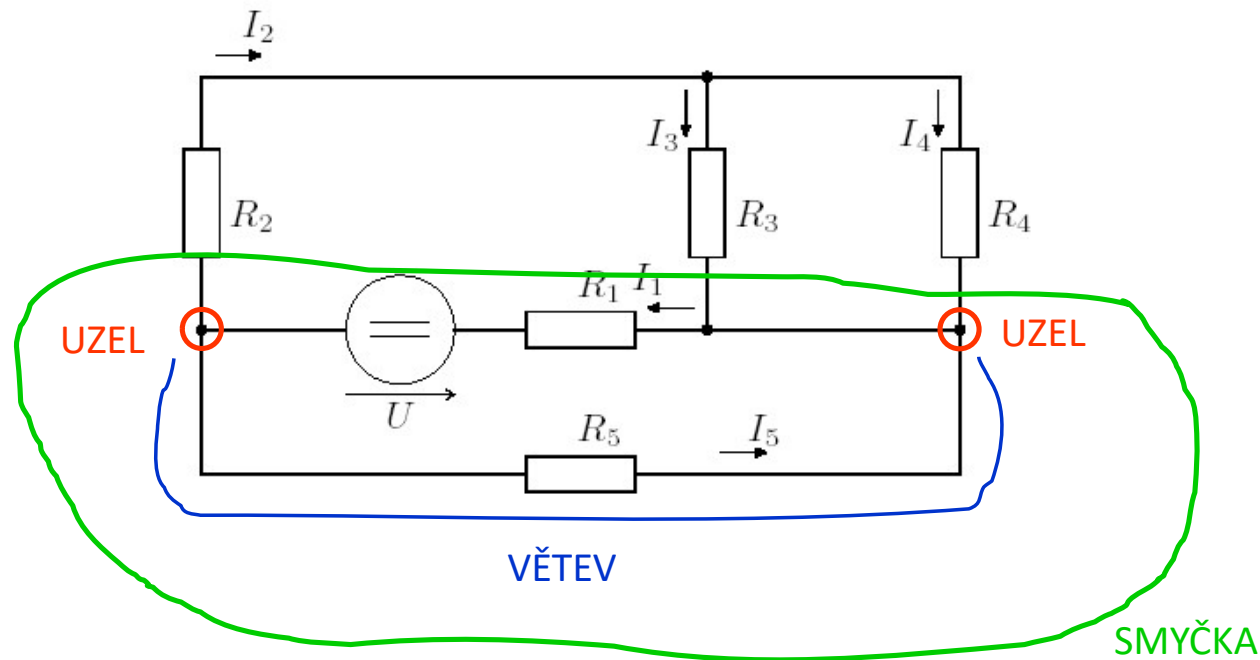 I₂
I₃
I₄
R₂
R₃
R₄
R₁
I₁
UZEL
UZEL
U
R₅
I₅
VĚTEV
SMYČKA